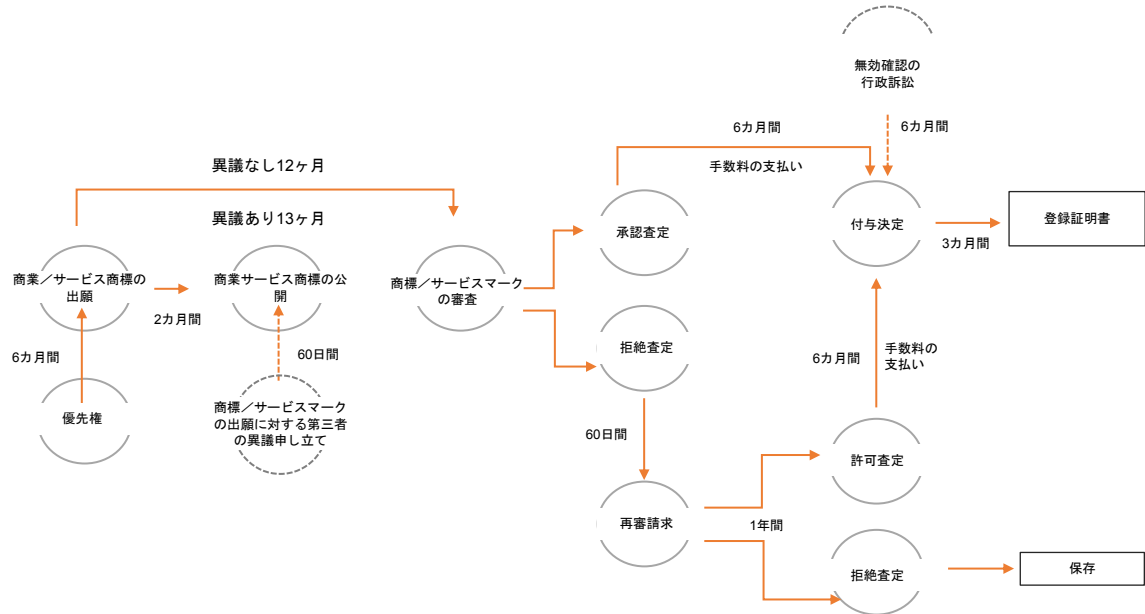 無効確認の
行政訴訟
6カ月間
6カ月間
手数料の支払い
異議なし12ヶ月
異議あり13ヶ月
承認査定
付与決定
3カ月間
登録証明書
商業／サービス商標の
出願
2カ月間
商業サービス商標の公
開
商標／サービスマーク
の審査
6カ月間
60日間
拒絶査定
6カ月間
手数料の
支払い
優先権
商標／サービスマーク
の出願に対する第三者
の異議申し立て
60日間
許可査定
再審請求
1年間
拒絶査定
保存